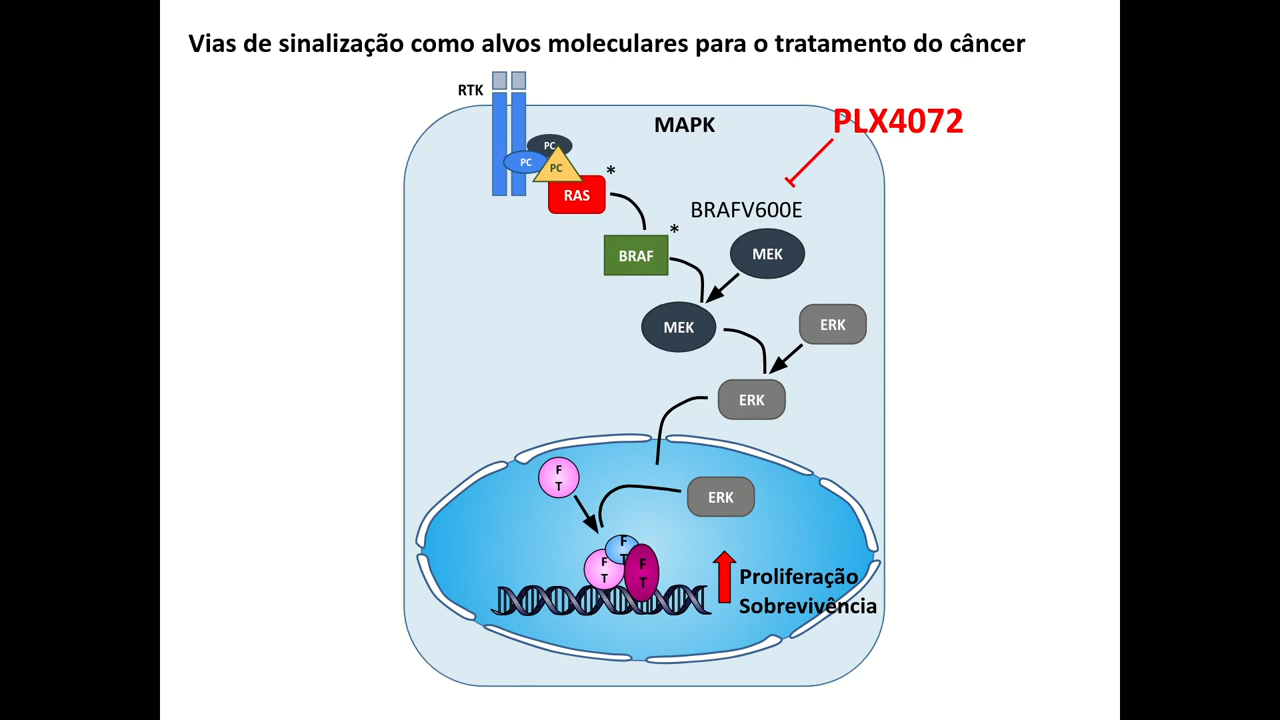 Vias de sinalização como alvos moleculares para o tratamento do câncer
RTK
MAPK
PLX4072
PC
PC
PC
RAS
*
BRAFV600E
*
BRAF
MEK
MEK
ERK
ERK
F
T
ERK
F
T
F
T
F
T
Proliferação
Sobrevivência